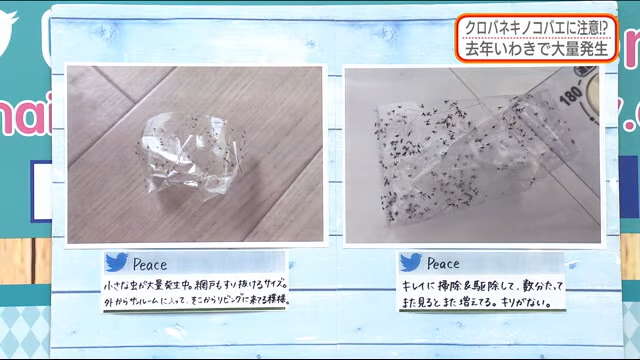 クロバネキノコバエに注意!?
去年いわきで大量発生
180°
Peace
小さな虫が大量発生中。網戸もすり抜けるサイズ。
外からサンルームに入って、そこからリビングに来てる模様。
Peace
キレイに掃除&駆除して、数分たって
また見るとまた増えてる。キリがない。